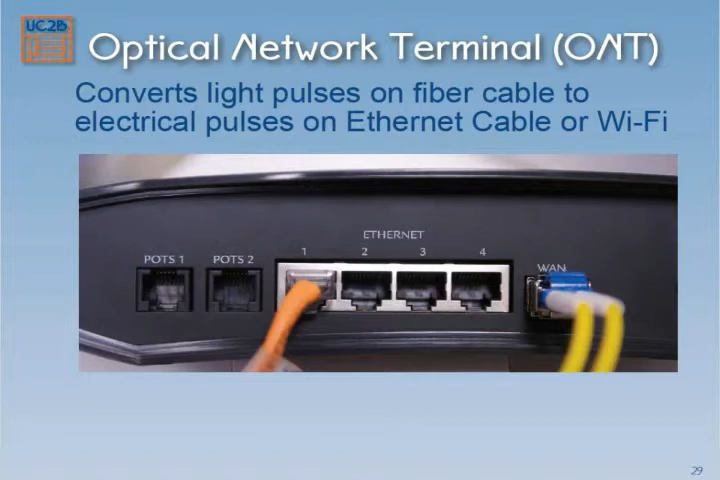 UC2B
Optical Network Terminal (ONT)
Converts light pulses on fiber cable to
electrical pulses on Ethernet Cable or Wi-Fi
ETHERNET
1 2 3 4
POTS 1 POTS 2
WAN
29